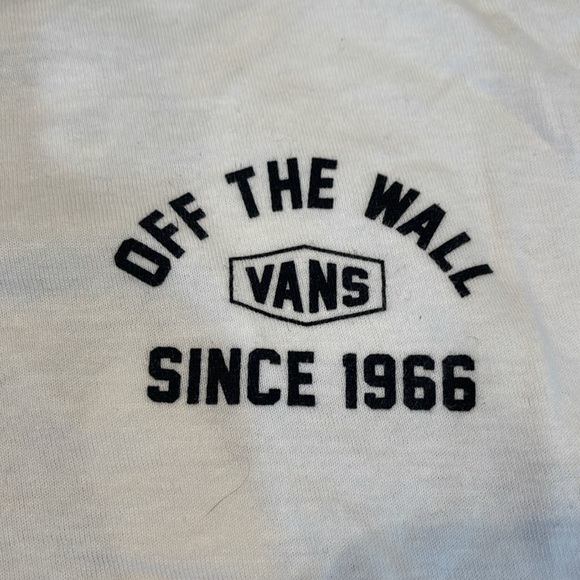 OFF THE WALL
VANS
SINCE 1966